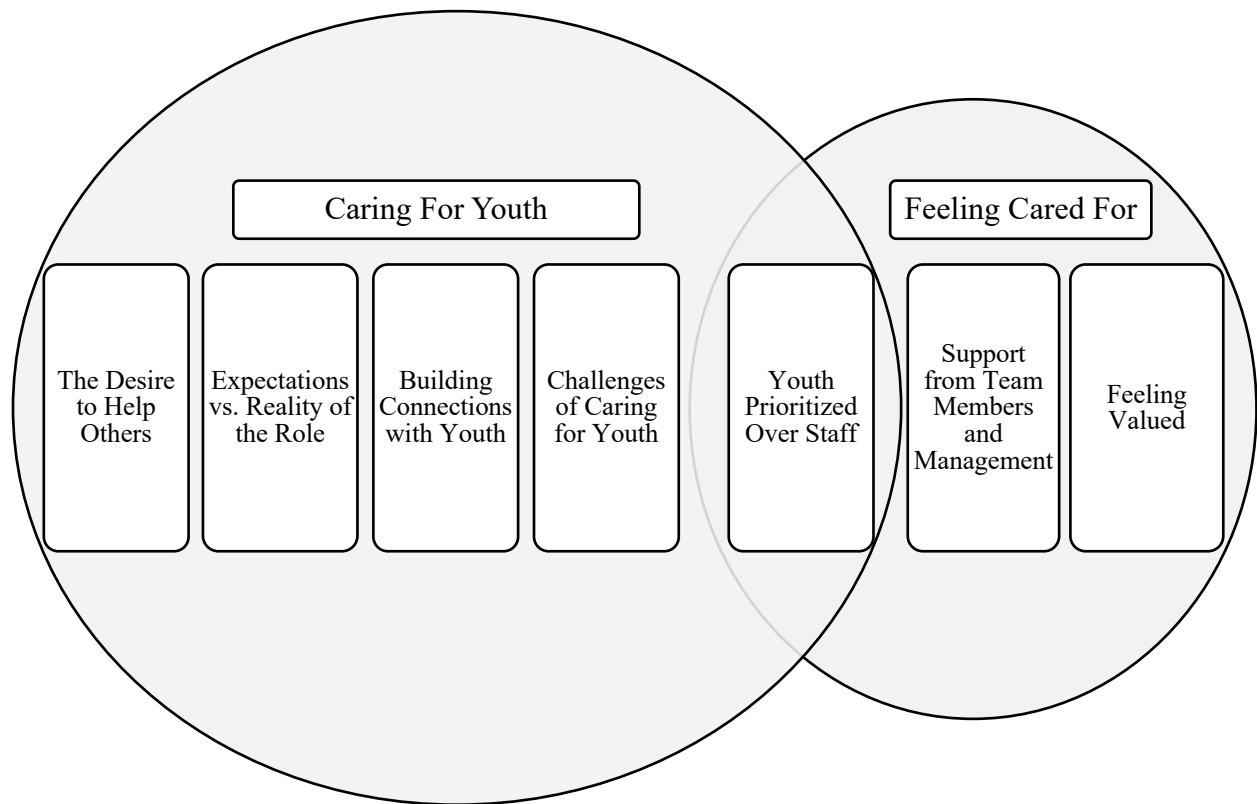 Caring For Youth
Feeling Cared For
The Desire
to Help
Others
Expectations
vs. Reality of
the Role
Building
Connections
with Youth
Challenges
of Caring
for Youth
Youth
Prioritized
Over Staff
Support
from Team
Members
and
Management
Feeling
Valued